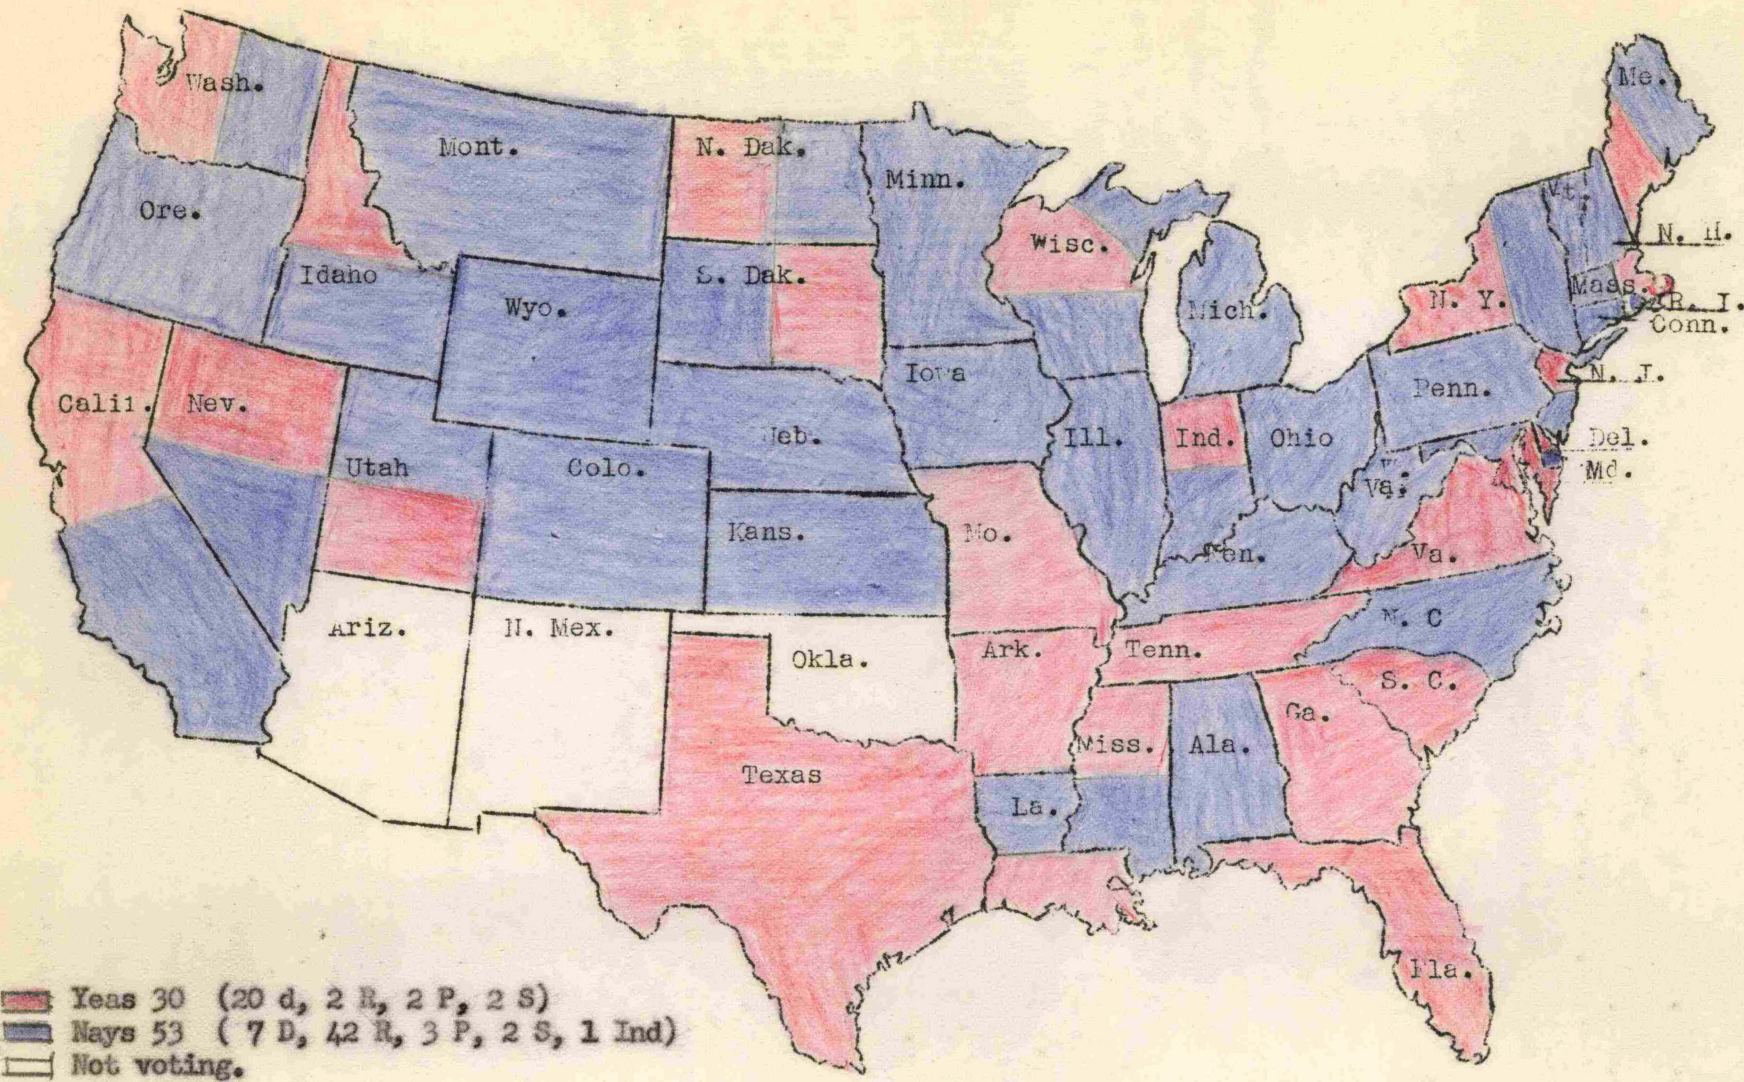 Wash.
Mont.
N. Dak.
Minn.
Me.
Ore.
Idaho
Wyo.
S. Dak.
Wisc.
Mich.
Vt.
N. H.
N. Y.
Mass.
R. I.
Conn.
Calif.
Nev.
Utah
Colo.
Neb.
Iowa
Ill.
Ind.
Ohio
Penn.
N. J.
Del.
Md.
W.
Va.
Kans.
Mo.
Ken.
Va.
Ariz.
N. Mex.
Okla.
Ark.
Tenn.
N. C
S. C.
Texas
La.
Miss.
Ala.
Ga.
Fla.
Yeas 30 (20 d, 2 R, 2 P, 2 S)
Nays 53 ( 7 D, 42 R, 3 P, 2 S, 1 Ind)
Not voting.